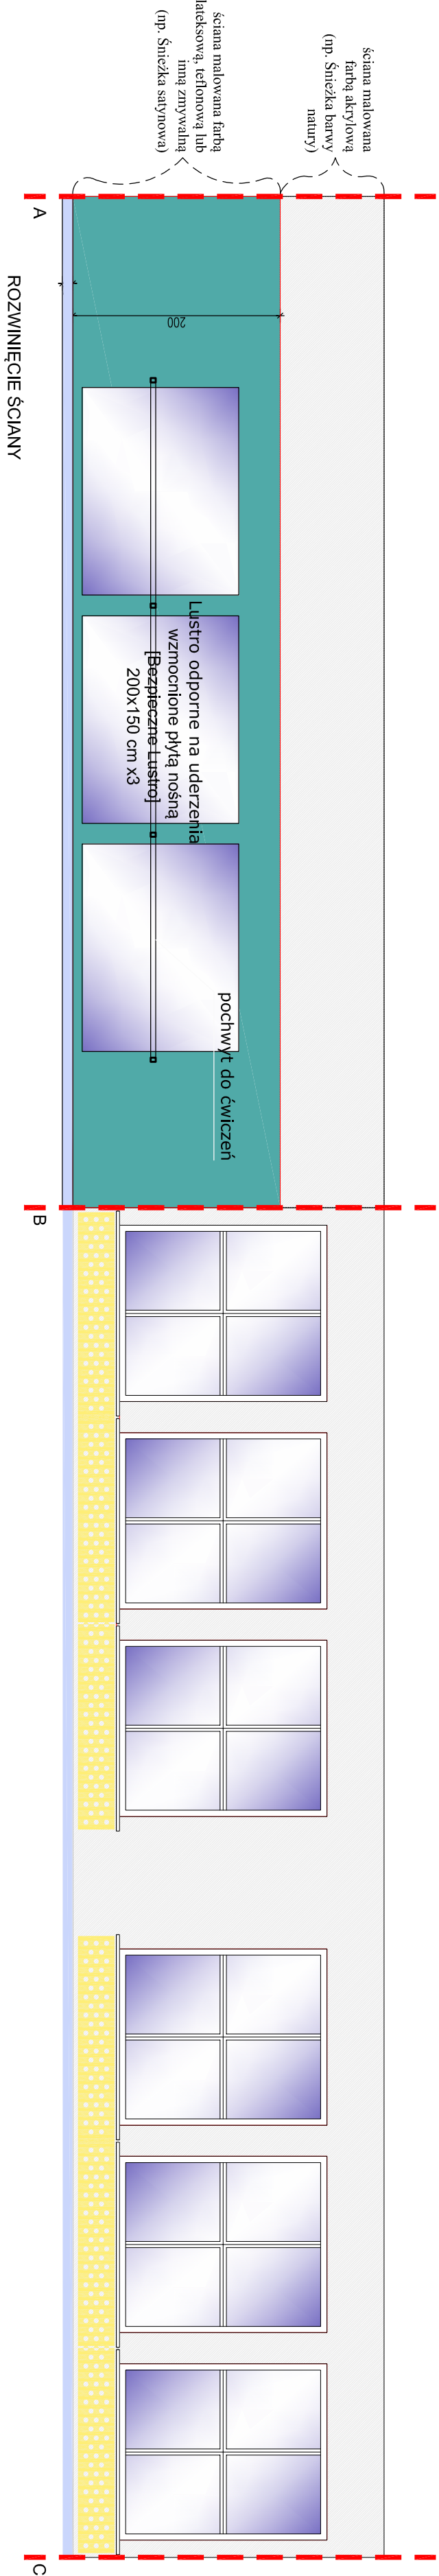 ściana malowana
farbą akrylową
(np. Śnieżka barwy
natury)
ściana malowana farbą
lateksową, teflonową lub
inną zmywalną
(np. Śnieżka satynowa)
200
Lustro odporne na uderzenia
wzmocnione płytą nośną
[Bezpieczne Lustro]
200x150 cm x3
pochwyt do ćwiczeń
A
B
C
ROZWINIĘCIE ŚCIANY